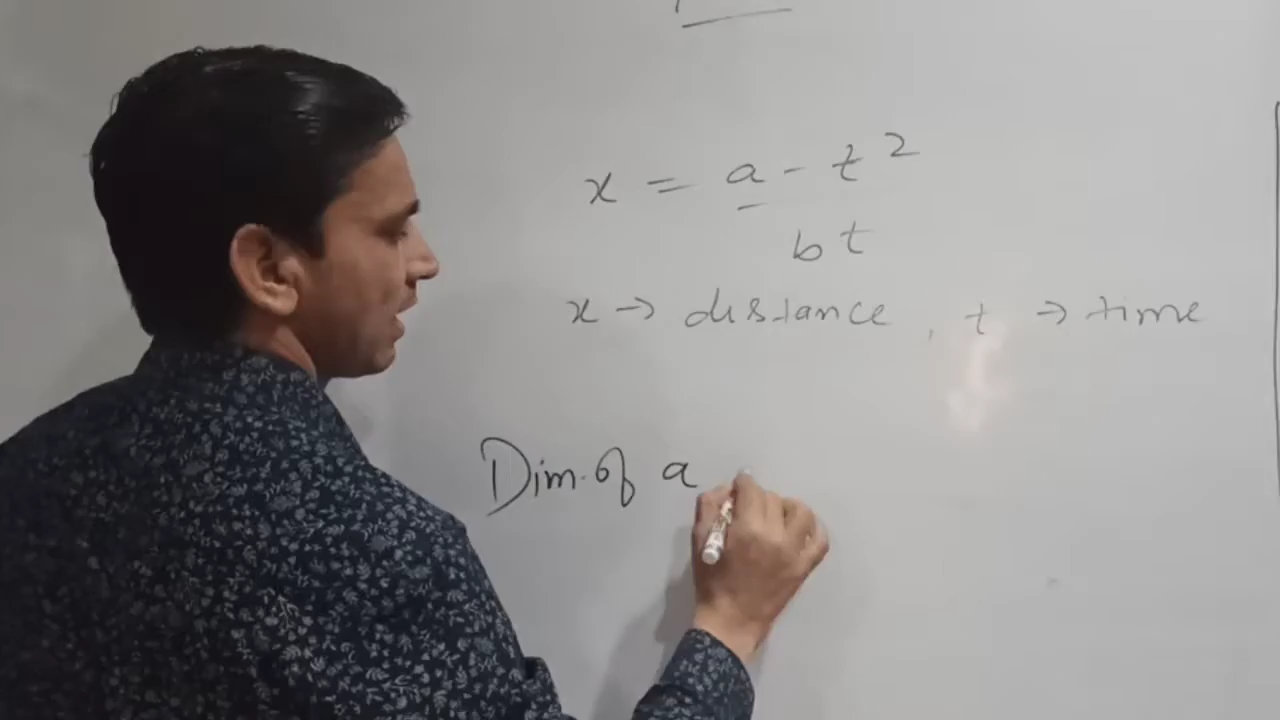 x = a - t²
bt
x → distance, t → time
Dim. of a